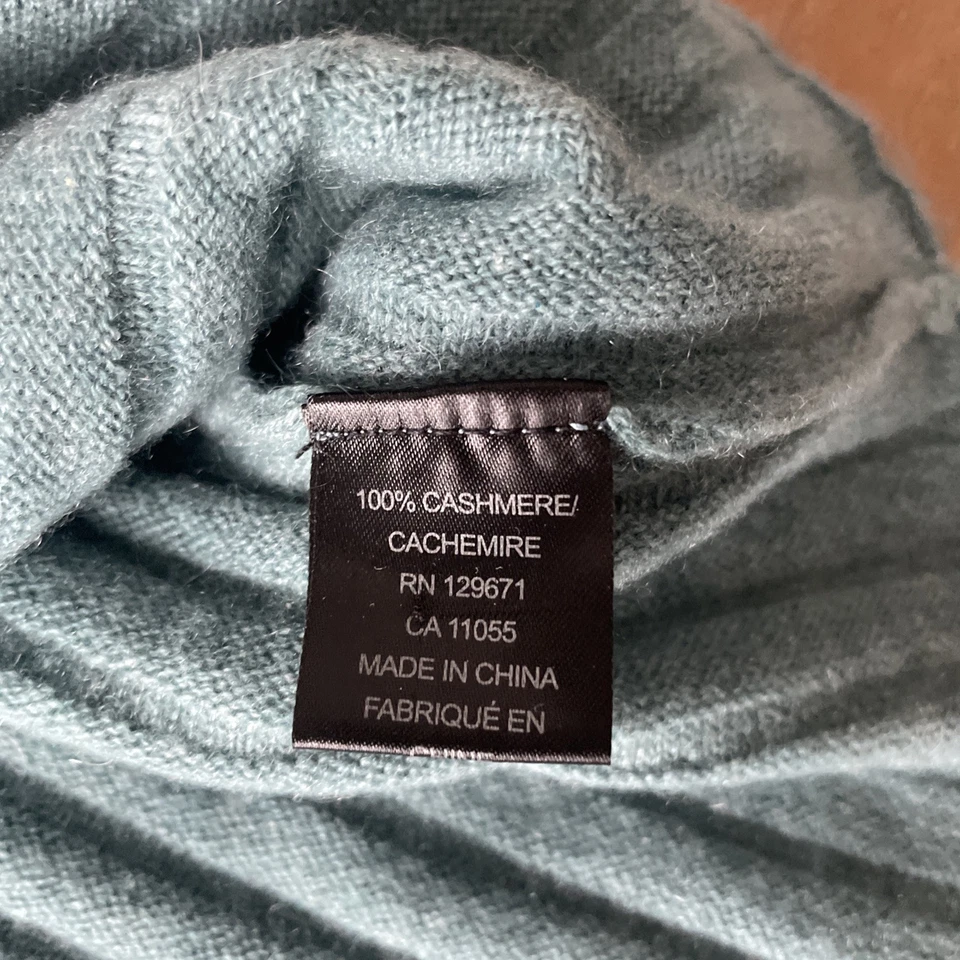 100% CASHMERE/
CACHEMIRE
RN 129671
CA 11055
MADE IN CHINA
FABRIQUÉ EN